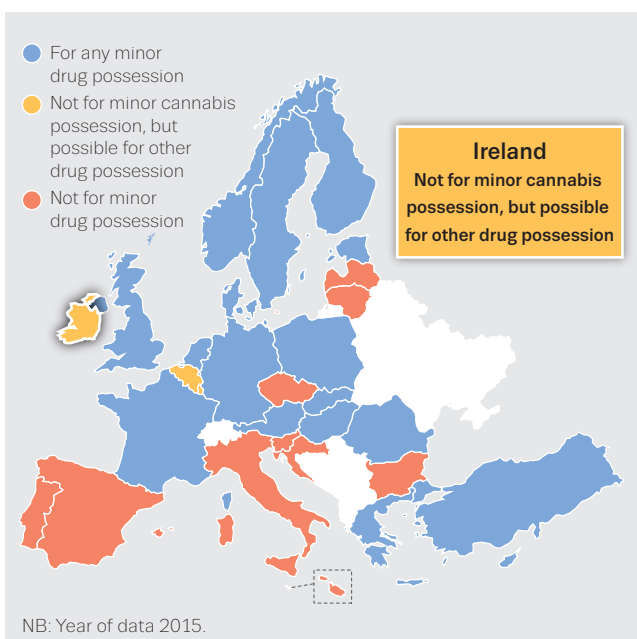 For any minor
drug possession
Not for minor cannabis
possession, but
possible for other
drug possession
Not for minor
drug possession
Ireland
Not for minor cannabis
possession, but possible
for other drug possession
NB: Year of data 2015.